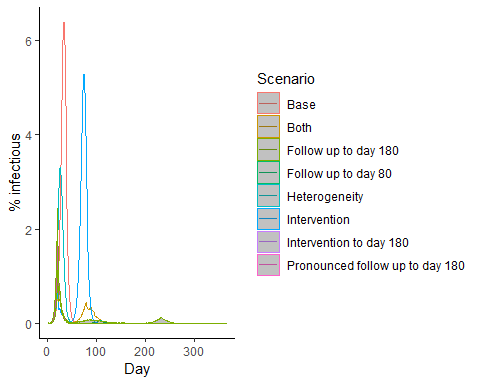 % infectious
6
4
2
0
0
100
200
300
Day
Scenario
Base
Both
Follow up to day 180
Follow up to day 80
Heterogeneity
Intervention
Intervention to day 180
Pronounced follow up to day 180